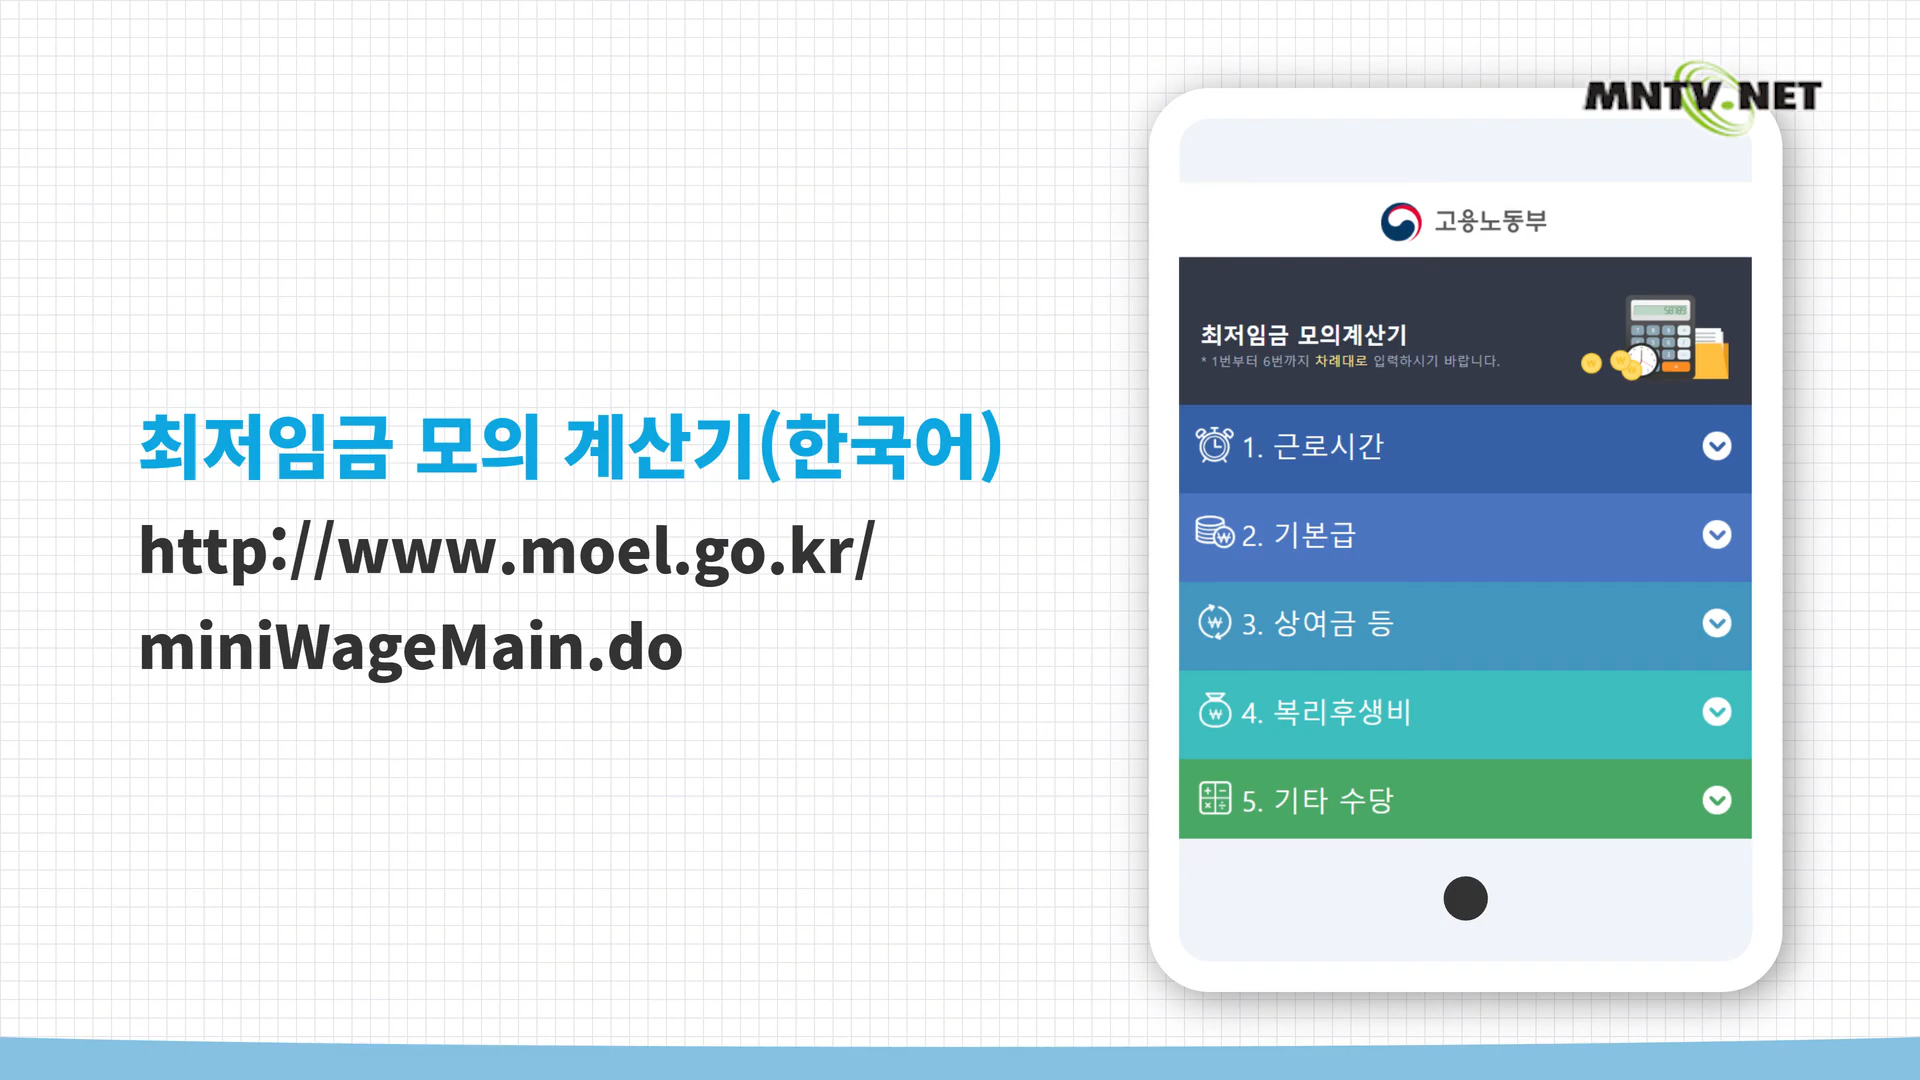 MNTV.NET
최저임금 모의 계산기(한국어)
http://www.moel.go.kr/
miniWageMain.do
고용노동부
최저임금 모의계산기
* 1번부터 6번까지 차례대로 입력하시기 바랍니다.
1. 근로시간
2. 기본급
3. 상여금 등
4. 복리후생비
5. 기타 수당